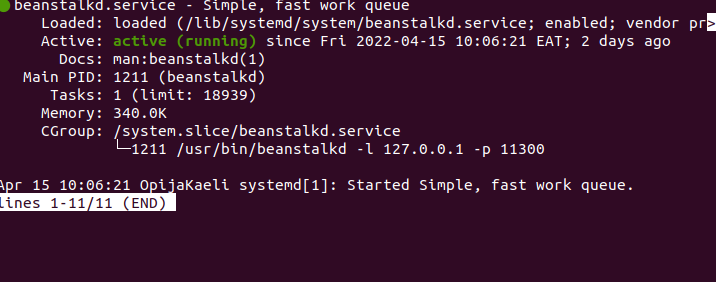 beanstalkd.service - Simple, fast work queue
Loaded: loaded (/lib/systemd/system/beanstalkd.service; enabled; vendor pr>
Active: active (running) since Fri 2022-04-15 10:06:21 EAT; 2 days ago
Docs: man:beanstalkd(1)
Main PID: 1211 (beanstalkd)
Tasks: 1 (limit: 18939)
Memory: 340.0K
CGroup: /system.slice/beanstalkd.service
└─1211 /usr/bin/beanstalkd -l 127.0.0.1 -p 11300
Apr 15 10:06:21 OpijaKaeli systemd[1]: Started Simple, fast work queue.
lines 1-11/11 (END)